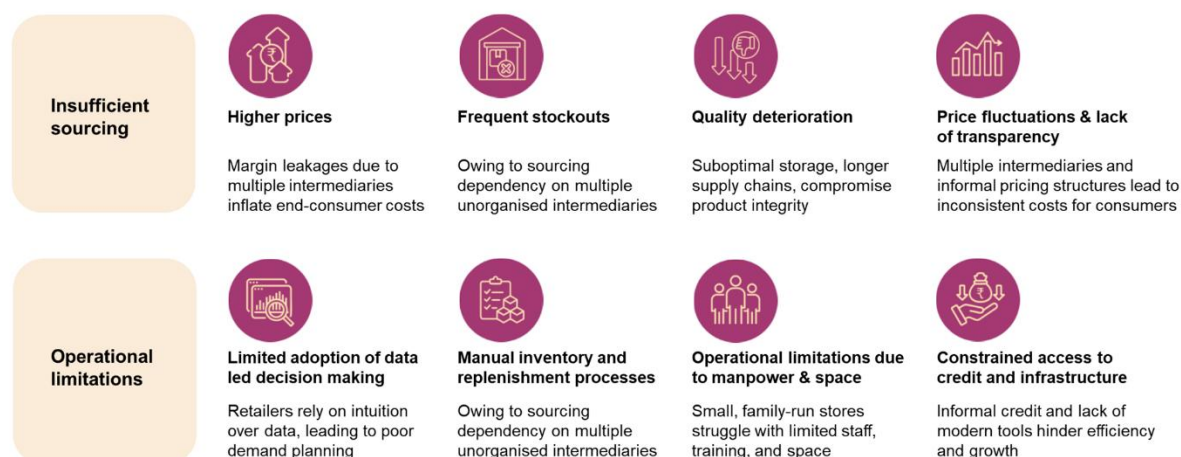 Insufficient
sourcing
Higher prices
Margin leakages due to
multiple intermediaries
inflate end-consumer costs
Frequent stockouts
Owing to sourcing
dependency on multiple
unorganised intermediaries
Quality deterioration
Suboptimal storage, longer
supply chains, compromise
product integrity
Price fluctuations & lack
of transparency
Multiple intermediaries and
informal pricing structures lead to
inconsistent costs for consumers
Operational
limitations
Limited adoption of data
led decision making
Retailers rely on intuition
over data, leading to poor
demand planning
Manual inventory and
replenishment processes
Owing to sourcing
dependency on multiple
unorganised intermediaries
Operational limitations due
to manpower & space
Small, family-run stores
struggle with limited staff,
training, and space
Constrained access to
credit and infrastructure
Informal credit and lack of
modern tools hinder efficiency
and growth